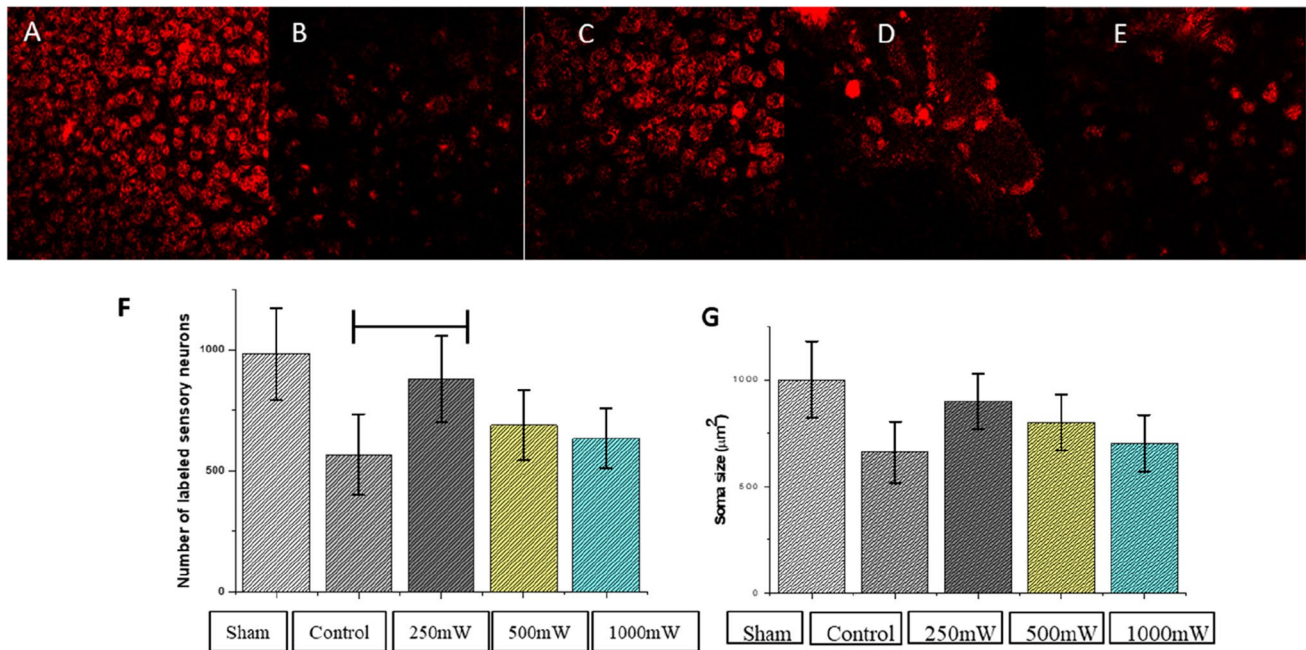 A B C D E
F
Number of labeled sensory neurons
1000
500
0
Sham Control 250mW 500mW 1000mW
G
Soma size (μm²)
1000
500
0
Sham Control 250mW 500mW 1000mW